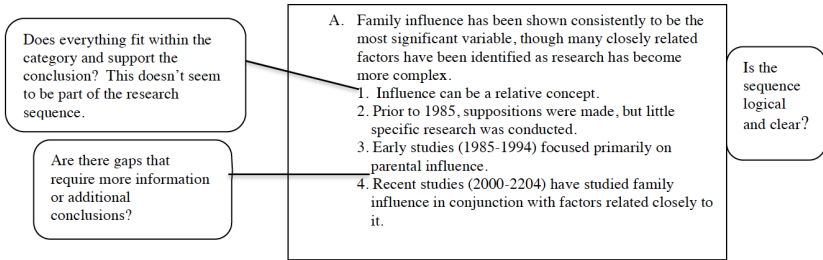 Does everything fit within the
category and support the
conclusion? This doesn't seem
to be part of the research
sequence.
Are there gaps that
require more information
or additional
conclusions?
A. Family influence has been shown consistently to be the
most significant variable, though many closely related
factors have been identified as research has become
more complex.
1. Influence can be a relative concept.
2. Prior to 1985, suppositions were made, but little
specific research was conducted.
3. Early studies (1985-1994) focused primarily on
parental influence.
4. Recent studies (2000-2204) have studied family
influence in conjunction with factors related closely to
it.
Is the
sequence
logical
and clear?